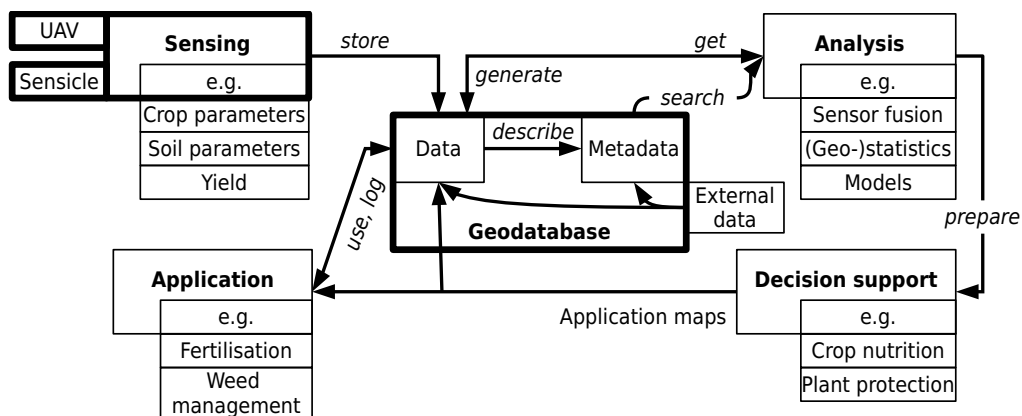 UAV
Sensing
Sensicle
e.g.
Crop parameters
Soil parameters
Yield
store
get
generate
search
Analysis
e.g.
Sensor fusion
(Geo-)statistics
Models
Data
describe
Metadata
External
data
Geodatabase
use, log
prepare
Application
e.g.
Fertilisation
Weed
management
Application maps
Decision support
e.g.
Crop nutrition
Plant protection